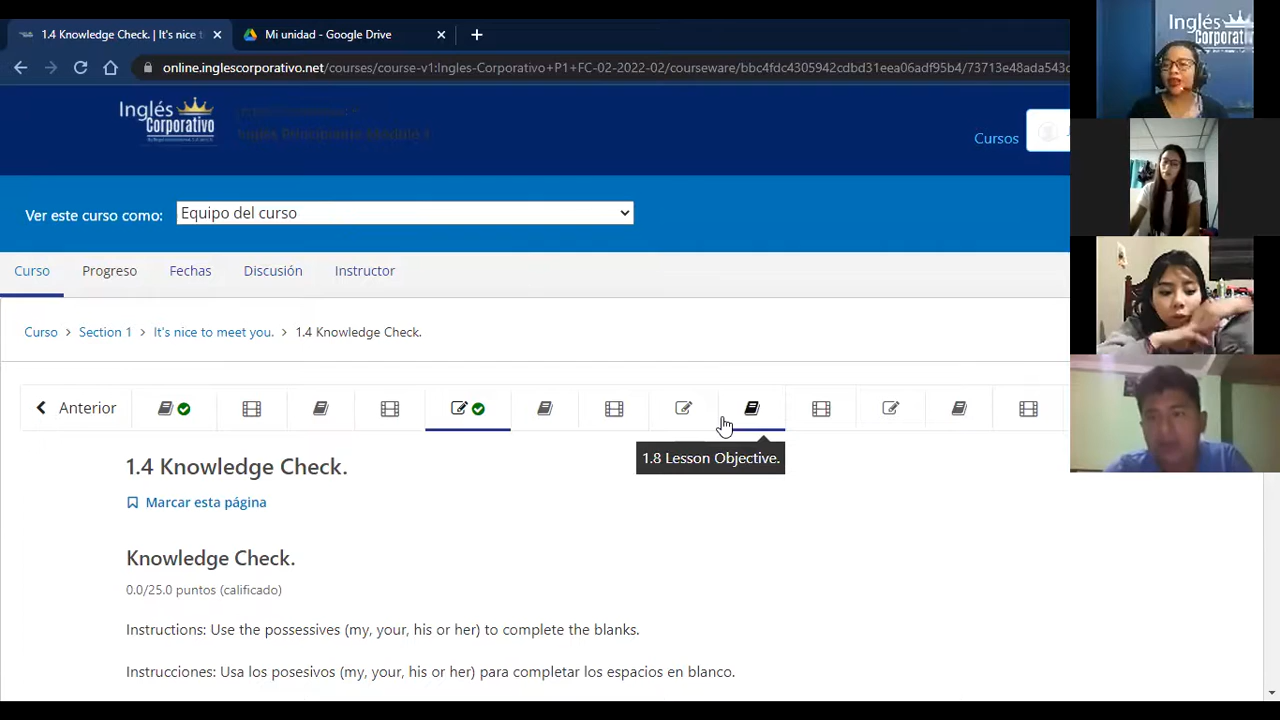 1.4 Knowledge Check. | It's nice t
Mi unidad - Google Drive
online.inglescorporativo.net/courses/course-v1:Ingles-Corporativo+P1+FC-02-2022-02/courseware/bbc4fdc4305942cdbd31eea06adf95b4/73713e48ada543c
Inglés
Corporativo
Inglés
Corporativo
Cursos
Ver este curso como:
Equipo del curso
Curso
Progreso
Fechas
Discusión
Instructor
Curso > Section 1 > It's nice to meet you. > 1.4 Knowledge Check.
Anterior
1.8 Lesson Objective.
1.4 Knowledge Check.
Marcar esta página
Knowledge Check.
0.0/25.0 puntos (calificado)
Instructions: Use the possessives (my, your, his or her) to complete the blanks.
Instrucciones: Usa los posesivos (my, your, his or her) para completar los espacios en blanco.